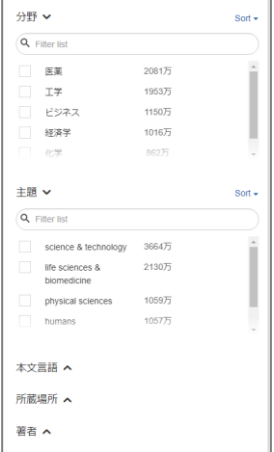 分野 Sort
Filter list
医薬 2081万
工学 1953万
ビジネス 1150万
経済学 1016万
化学 862万
主題 Sort
Filter list
science & technology 3664万
life sciences & 2130万
biomedicine
physical sciences 1059万
humans 1057万
本文言語
所蔵場所
著者